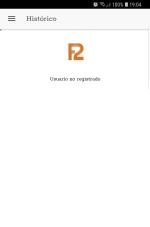 100% 19:04
Histórico
R
Usuario no registrado